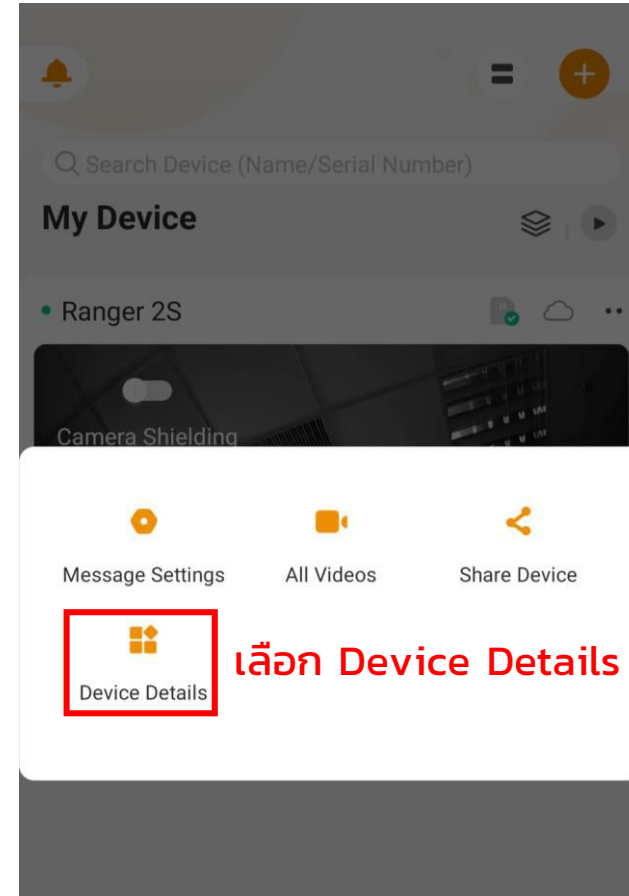 Search Device (Name/Serial Number)
My Device
Ranger 2S
Camera Shielding
Message Settings
All Videos
Share Device
Device Details
เลือก Device Details